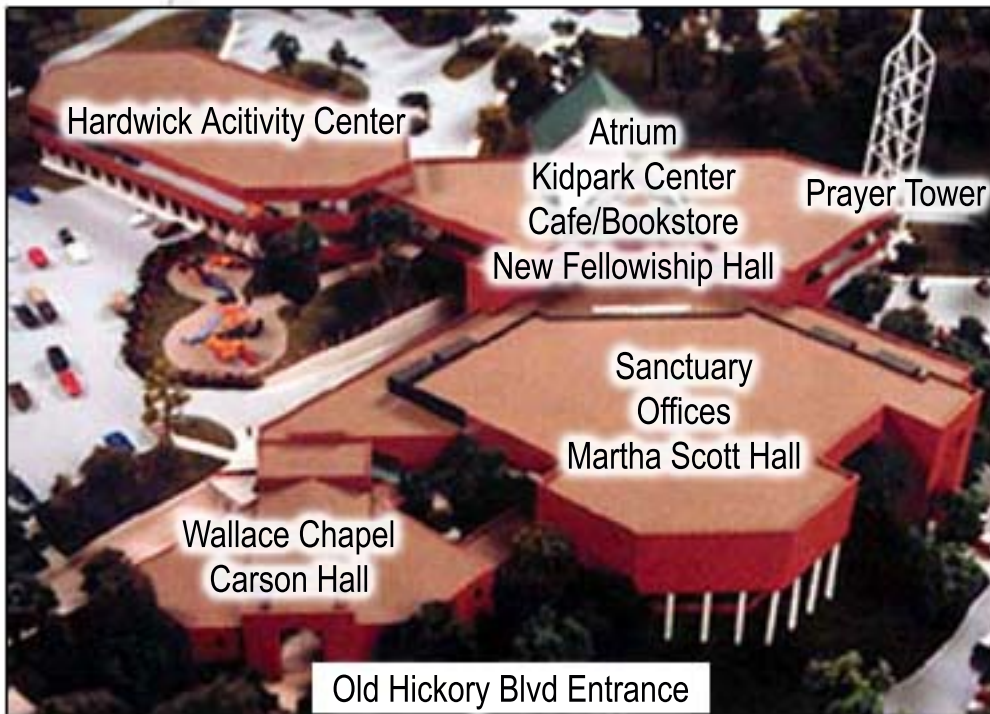 Hardwick Acitivity Center
Atrium
Kidpark Center
Cafe/Bookstore
New Fellowiship Hall
Prayer Tower
Sanctuary
Offices
Martha Scott Hall
Wallace Chapel
Carson Hall
Old Hickory Blvd Entrance